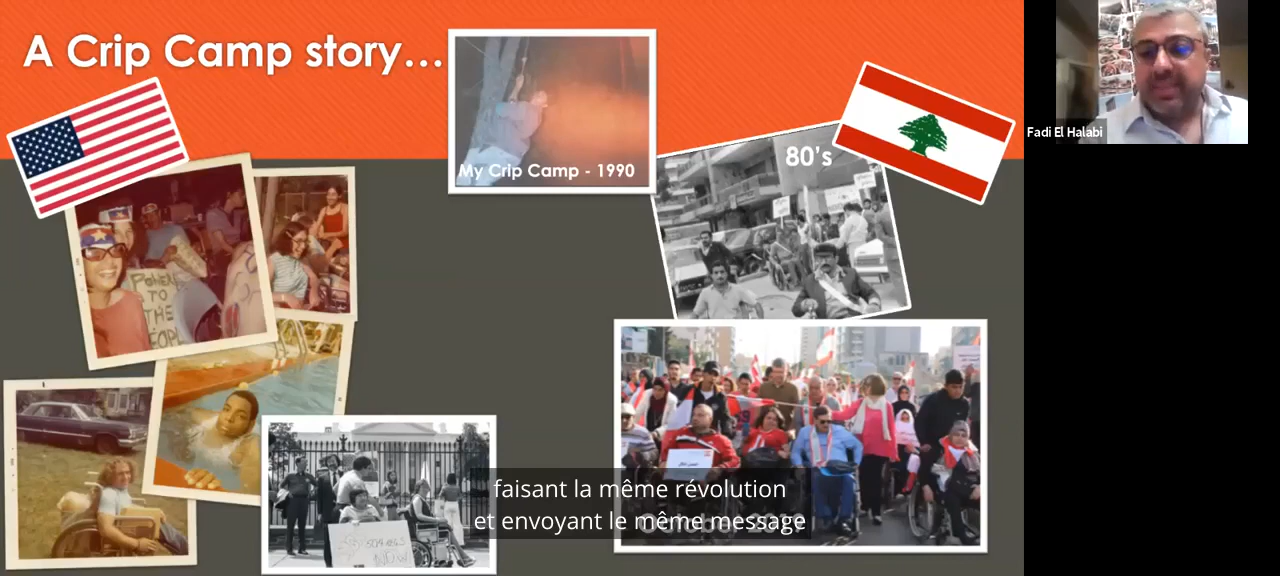 A Crip Camp story...
My Crip Camp - 1990
80's
Fadi El Halabi
POWER
TO
THE
NOW
faisant la même révolution
et envoyant le même message